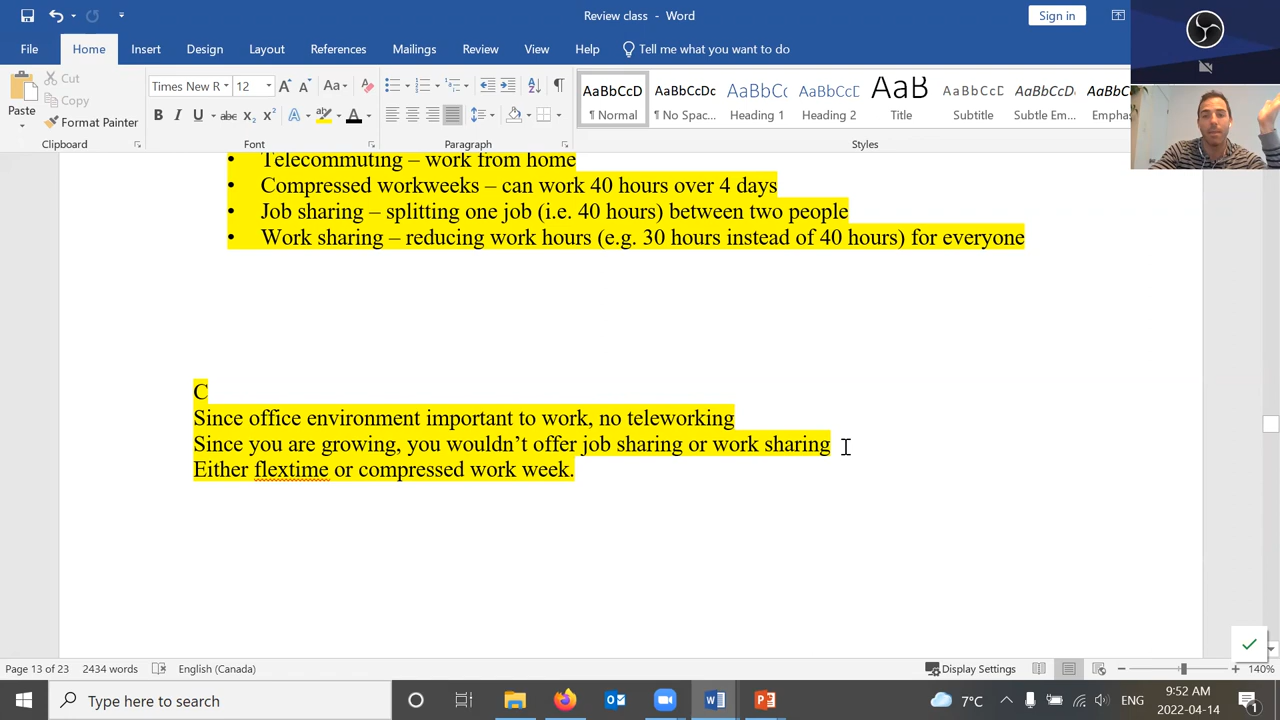 Review class - Word
Sign in
File Home Insert Design Layout References Mailings Review View Help Tell me what you want to do
Paste
Cut
Copy
Format Painter
Clipboard
Times New R 12
Font
Paragraph
AaBbCcD AaBbCcDc AaBbCc AaBbCcD AaB AaBbCcD AaBbCcD AaBbCc
¶ Normal ¶ No Spac... Heading 1 Heading 2 Title Subtitle Subtle Em... Emphas
Styles
• Telecommuting – work from home
• Compressed workweeks – can work 40 hours over 4 days
• Job sharing – splitting one job (i.e. 40 hours) between two people
• Work sharing – reducing work hours (e.g. 30 hours instead of 40 hours) for everyone
C
Since office environment important to work, no teleworking
Since you are growing, you wouldn't offer job sharing or work sharing
Either flextime or compressed work week.
Page 13 of 23 2434 words English (Canada) Display Settings 140%
Type here to search
7°C ENG 9:52 AM
2022-04-14